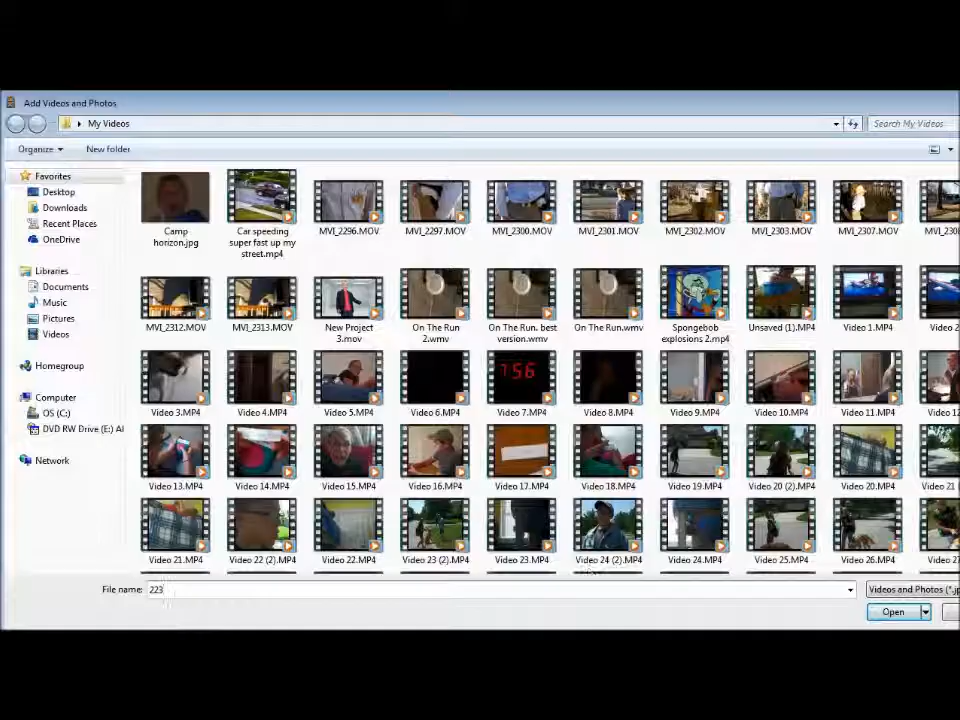 Add Videos and Photos
My Videos
Search My Videos
Organize
New folder
Favorites
Desktop
Downloads
Recent Places
OneDrive
Libraries
Documents
Music
Pictures
Videos
Homegroup
Computer
OS (C:)
DVD RW Drive (E:) Al
Network
Camp
horizon.jpg
Car speeding
super fast up my
street.mp4
MVI_2296.MOV
MVI_2297.MOV
MVI_2300.MOV
MVI_2301.MOV
MVI_2302.MOV
MVI_2303.MOV
MVI_2307.MOV
MVI_2312.MOV
MVI_2313.MOV
New Project
3.mov
On The Run
2.wmv
On The Run. best
version.wmv
On The Run.wmv
Spongebob
explosions 2.mp4
Unsaved (1).MP4
Video 1.MP4
Video 3.MP4
Video 4.MP4
Video 5.MP4
Video 6.MP4
756
Video 7.MP4
Video 8.MP4
Video 9.MP4
Video 10.MP4
Video 11.MP4
Video 13.MP4
Video 14.MP4
Video 15.MP4
Video 16.MP4
Video 17.MP4
Video 18.MP4
Video 19.MP4
Video 20 (2).MP4
Video 20.MP4
Video 21.MP4
Video 22 (2).MP4
Video 22.MP4
Video 23 (2).MP4
Video 23.MP4
Video 24 (2).MP4
Video 24.MP4
Video 25.MP4
Video 26.MP4
File name: 223
Videos and Photos (*.j
Open